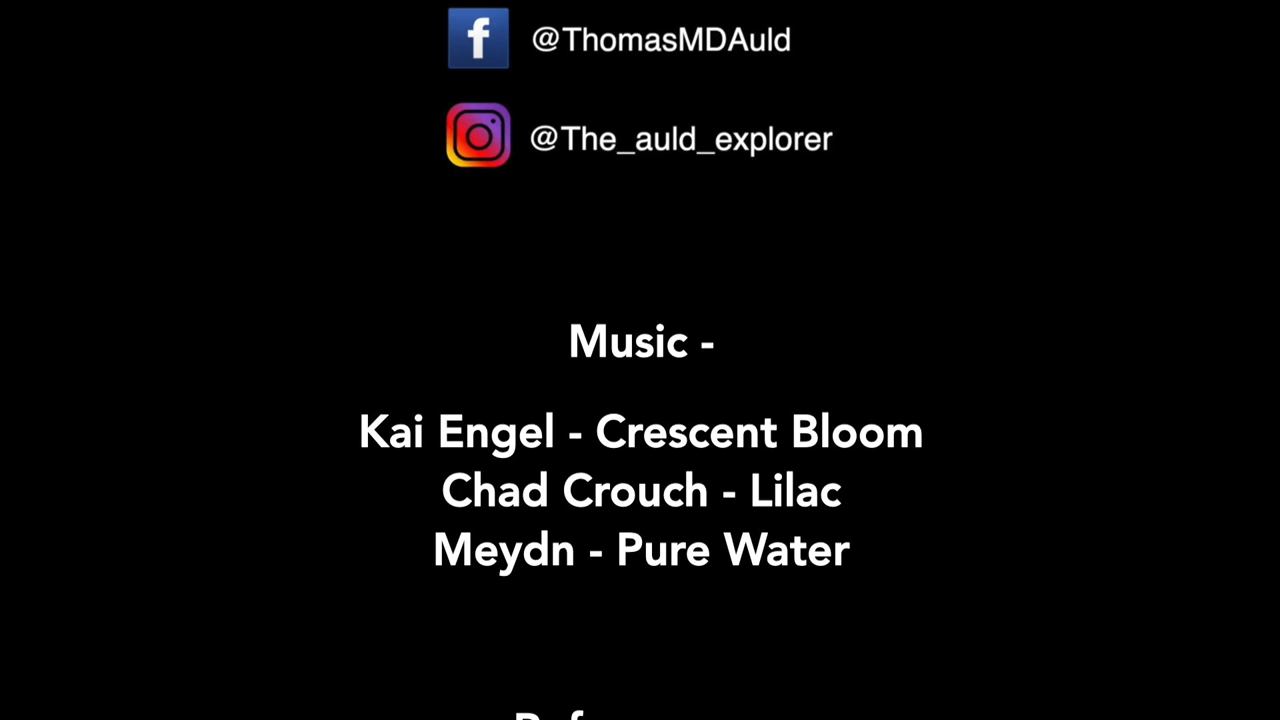 @ThomasMDAuld
@The_auld_explorer
Music -
Kai Engel - Crescent Bloom
Chad Crouch - Lilac
Meydn - Pure Water